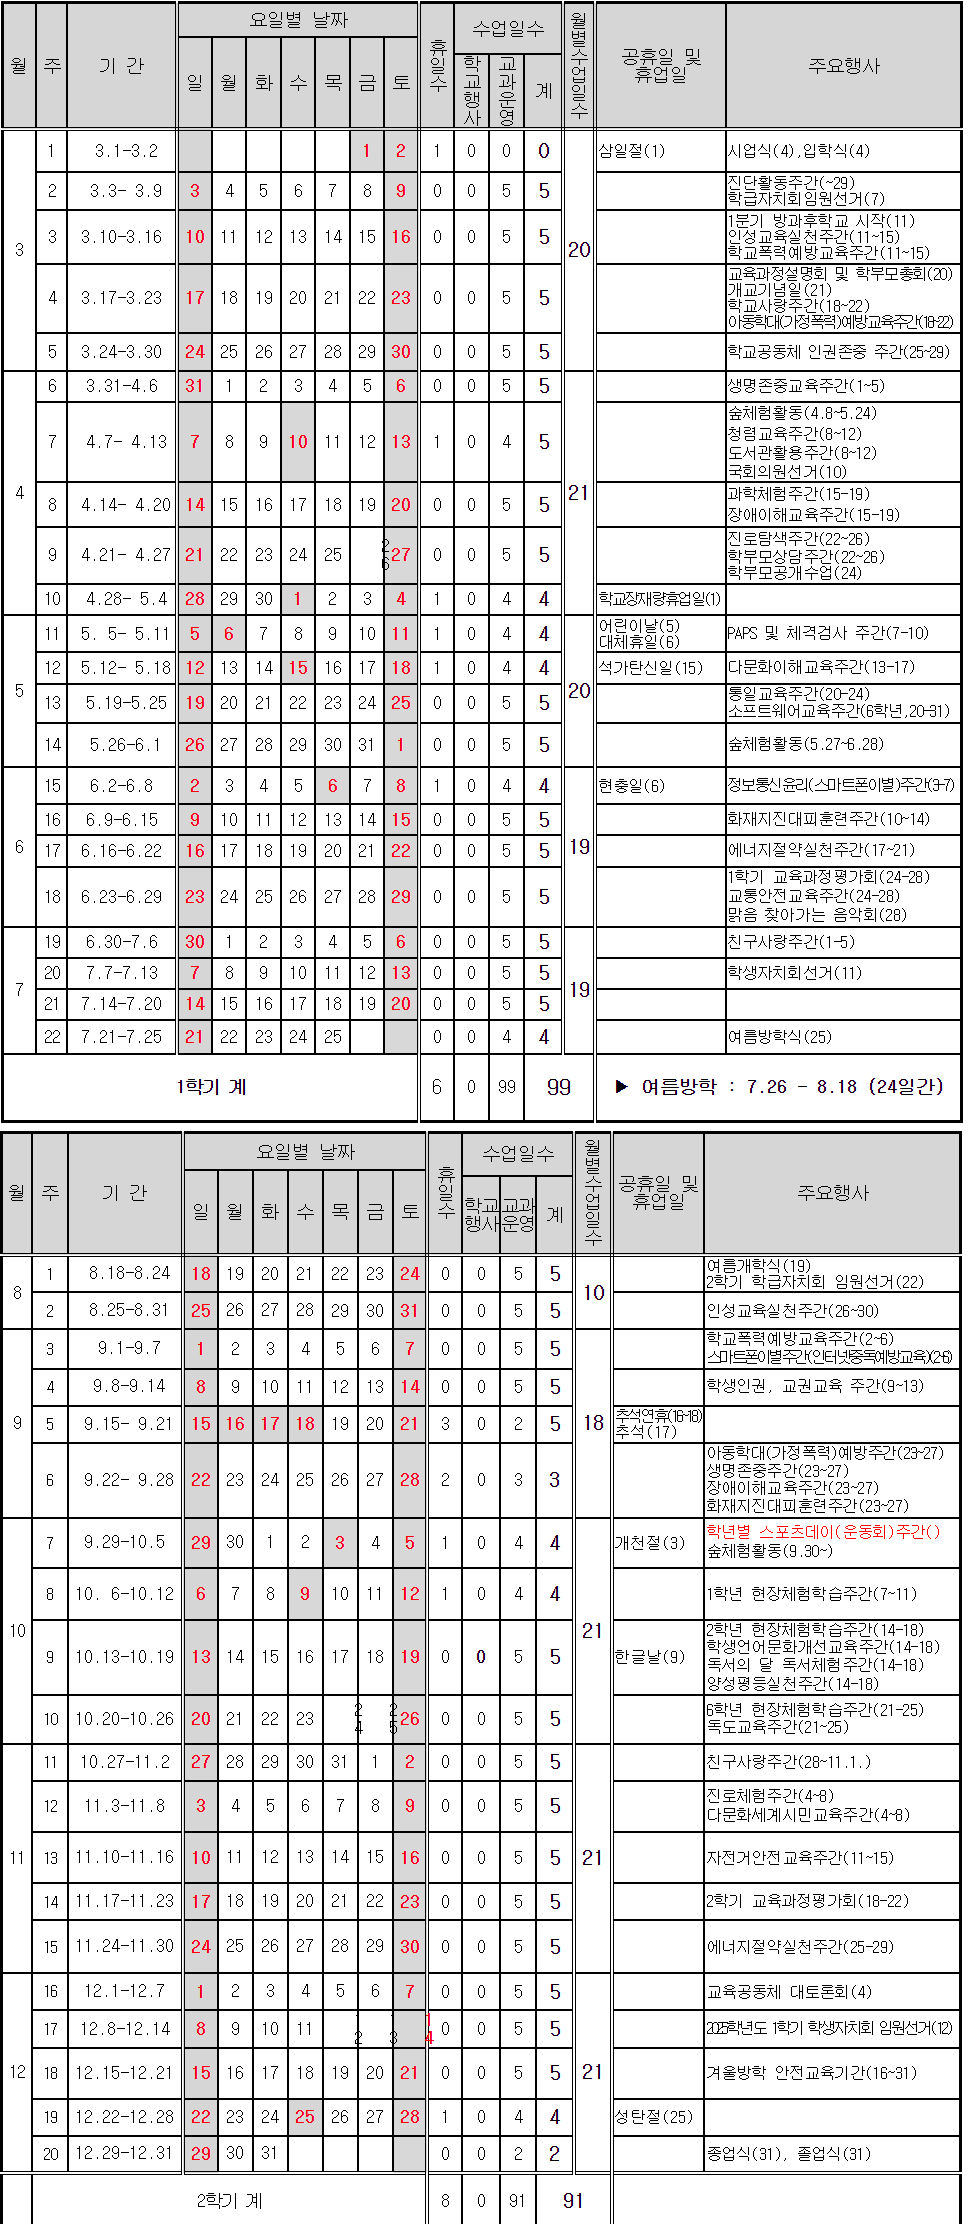 월 주 기 간 요일별 날짜 휴일수 수업일수 월별수업일수 공휴일 및 휴업일 주요행사
일 월 화 수 목 금 토 학교행사 교과운영 계
3 1 3.1-3.2 1 2 1 0 0 0 20 삼일절(1) 시업식(4),입학식(4)
2 3.3- 3.9 3 4 5 6 7 8 9 0 0 5 5 진단활동주간(~29)
학급자치회임원선거(7)
3 3.10-3.16 10 11 12 13 14 15 16 0 0 5 5 1분기 방과후학교 시작(11)
인성교육실천주간(11~15)
학교폭력예방교육주간(11~15)
4 3.17-3.23 17 18 19 20 21 22 23 0 0 5 5 교육과정설명회 및 학부모총회(20)
개교기념일(21)
학교사랑주간(18~22)
아동학대(가정폭력)예방교육주간(18-22)
5 3.24-3.30 24 25 26 27 28 29 30 0 0 5 5 학교공동체 인권존중 주간(25-29)
4 6 3.31-4.6 31 1 2 3 4 5 6 0 0 5 5 21 생명존중교육주간(1~5)
7 4.7- 4.13 7 8 9 10 11 12 13 1 0 4 5 숲체험활동(4.8~5.24)
청렴교육주간(8~12)
도서관활용주간(8~12)
국회의원선거(10)
8 4.14- 4.20 14 15 16 17 18 19 20 0 0 5 5 과학체험주간(15-19)
장애이해교육주간(15-19)
9 4.21- 4.27 21 22 23 24 25 26 27 0 0 5 5 진로탐색주간(22~26)
학부모상담주간(22~26)
학부모공개수업(24)
10 4.28- 5.4 28 29 30 1 2 3 4 1 0 4 4 학교장재량휴업일(1)
5 11 5. 5- 5.11 5 6 7 8 9 10 11 1 0 4 4 20 어린이날(5)
대체휴일(6) PAPS 및 체격검사 주간(7-10)
12 5.12- 5.18 12 13 14 15 16 17 18 1 0 4 4 석가탄신일(15) 다문화이해교육주간(13-17)
13 5.19-5.25 19 20 21 22 23 24 25 0 0 5 5 통일교육주간(20-24)
소프트웨어교육주간(6학년,20-31)
14 5.26-6.1 26 27 28 29 30 31 1 0 0 5 5 숲체험활동(5.27~6.28)
6 15 6.2-6.8 2 3 4 5 6 7 8 1 0 4 4 19 현충일(6) 정보통신윤리(스마트폰이별)주간(3-7)
16 6.9-6.15 9 10 11 12 13 14 15 0 0 5 5 화재지진대피훈련주간(10~14)
17 6.16-6.22 16 17 18 19 20 21 22 0 0 5 5 에너지절약실천주간(17~21)
18 6.23-6.29 23 24 25 26 27 28 29 0 0 5 5 1학기 교육과정평가회(24-28)
교통안전교육주간(24-28)
맑음 찾아가는 음악회(28)
7 19 6.30-7.6 30 1 2 3 4 5 6 0 0 5 5 19 친구사랑주간(1-5)
20 7.7-7.13 7 8 9 10 11 12 13 0 0 5 5 학생자치회선거(11)
21 7.14-7.20 14 15 16 17 18 19 20 0 0 5 5
22 7.21-7.25 21 22 23 24 25 0 0 4 4 여름방학식(25)
1학기 계 6 0 99 99 ▶ 여름방학 : 7.26 - 8.18 (24일간)
월 주 기 간 요일별 날짜 휴일수 수업일수 월별수업일수 공휴일 및 휴업일 주요행사
일 월 화 수 목 금 토 학교행사 교과운영 계
8 1 8.18-8.24 18 19 20 21 22 23 24 0 0 5 5 10 여름개학식(19)
2학기 학급자치회 임원선거(22)
2 8.25-8.31 25 26 27 28 29 30 31 0 0 5 5 인성교육실천주간(26~30)
9 3 9.1-9.7 1 2 3 4 5 6 7 0 0 5 5 18 학교폭력예방교육주간(2~6)
스마트폰이별주간(인터넷중독예방교육)(2-6)
4 9.8-9.14 8 9 10 11 12 13 14 0 0 5 5 학생인권, 교권교육 주간(9~13)
5 9.15- 9.21 15 16 17 18 19 20 21 3 0 2 5 추석연휴(16-18)
추석(17)
6 9.22- 9.28 22 23 24 25 26 27 28 2 0 3 3 아동학대(가정폭력)예방주간(23~27)
생명존중주간(23~27)
장애이해교육주간(23~27)
화재지진대피훈련주간(23~27)
10 7 9.29-10.5 29 30 1 2 3 4 5 1 0 4 4 21 개천절(3) 학년별 스포츠데이(운동회)주간()
숲체험활동(9.30~)
8 10. 6-10.12 6 7 8 9 10 11 12 1 0 4 4 1학년 현장체험학습주간(7~11)
9 10.13-10.19 13 14 15 16 17 18 19 0 0 5 5 한글날(9) 2학년 현장체험학습주간(14-18)
학생언어문화개선교육주간(14-18)
독서의 달 독서체험주간(14-18)
양성평등실천주간(14-18)
10 10.20-10.26 20 21 22 23 24 25 26 0 0 5 5 6학년 현장체험학습주간(21-25)
독도교육주간(21~25)
11 11 10.27-11.2 27 28 29 30 31 1 2 0 0 5 5 21 친구사랑주간(28~11.1.)
12 11.3-11.8 3 4 5 6 7 8 9 0 0 5 5 진로체험주간(4~8)
다문화세계시민교육주간(4~8)
13 11.10-11.16 10 11 12 13 14 15 16 0 0 5 5 자전거안전교육주간(11~15)
14 11.17-11.23 17 18 19 20 21 22 23 0 0 5 5 2학기 교육과정평가회(18-22)
15 11.24-11.30 24 25 26 27 28 29 30 0 0 5 5 에너지절약실천주간(25-29)
12 16 12.1-12.7 1 2 3 4 5 6 7 0 0 5 5 21 교육공동체 대토론회(4)
17 12.8-12.14 8 9 10 11 2 3 14 0 0 5 5 2025학년도 1학기 학생자치회 임원선거(12)
18 12.15-12.21 15 16 17 18 19 20 21 0 0 5 5 겨울방학 안전교육기간(16~31)
19 12.22-12.28 22 23 24 25 26 27 28 1 0 4 4 성탄절(25)
20 12.29-12.31 29 30 31 0 0 2 2 종업식(31), 졸업식(31)
2학기 계 8 0 91 91